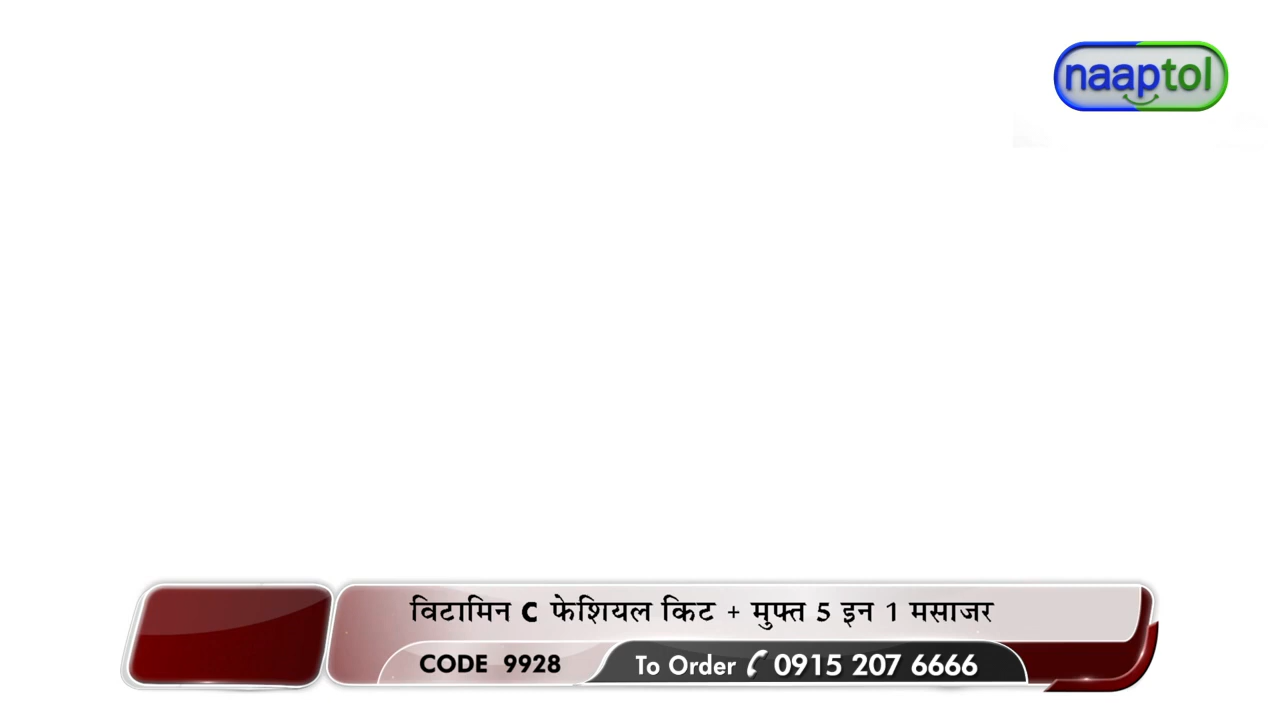 naaptol
विटामिन C फेशियल किट + मुफ्त 5 इन 1 मसाजर
CODE 9928
To Order 0915 207 6666